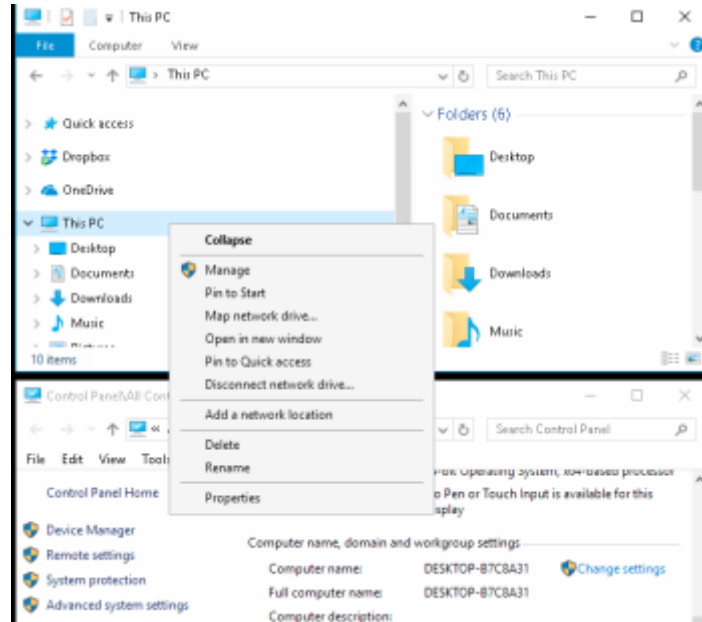 This PC
File Computer View
This PC
Search This PC
Quick access
Dropbox
OneDrive
This PC
Desktop
Documents
Downloads
Music
10 items
Folders (6)
Desktop
Documents
Downloads
Music
Collapse
Manage
Pin to Start
Map network drive...
Open in new window
Pin to Quick access
Disconnect network drive...
Add a network location
Delete
Rename
Properties
Control Panel\All Cont
Search Control Panel
File Edit View Tools
Control Panel Home
Device Manager
Remote settings
System protection
Advanced system settings
Operating System, x64-based processor
o Pen or Touch Input is available for this
splay
Computer name, domain and workgroup settings
Computer name: DESKTOP-B7C8A31 Change settings
Full computer name: DESKTOP-B7C8A31
Computer description: